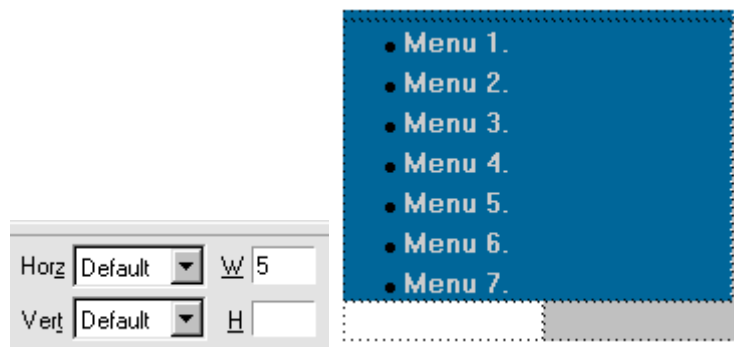 Menu 1.
Menu 2.
Menu 3.
Menu 4.
Menu 5.
Menu 6.
Menu 7.
Horz Default W 5
Vert Default H